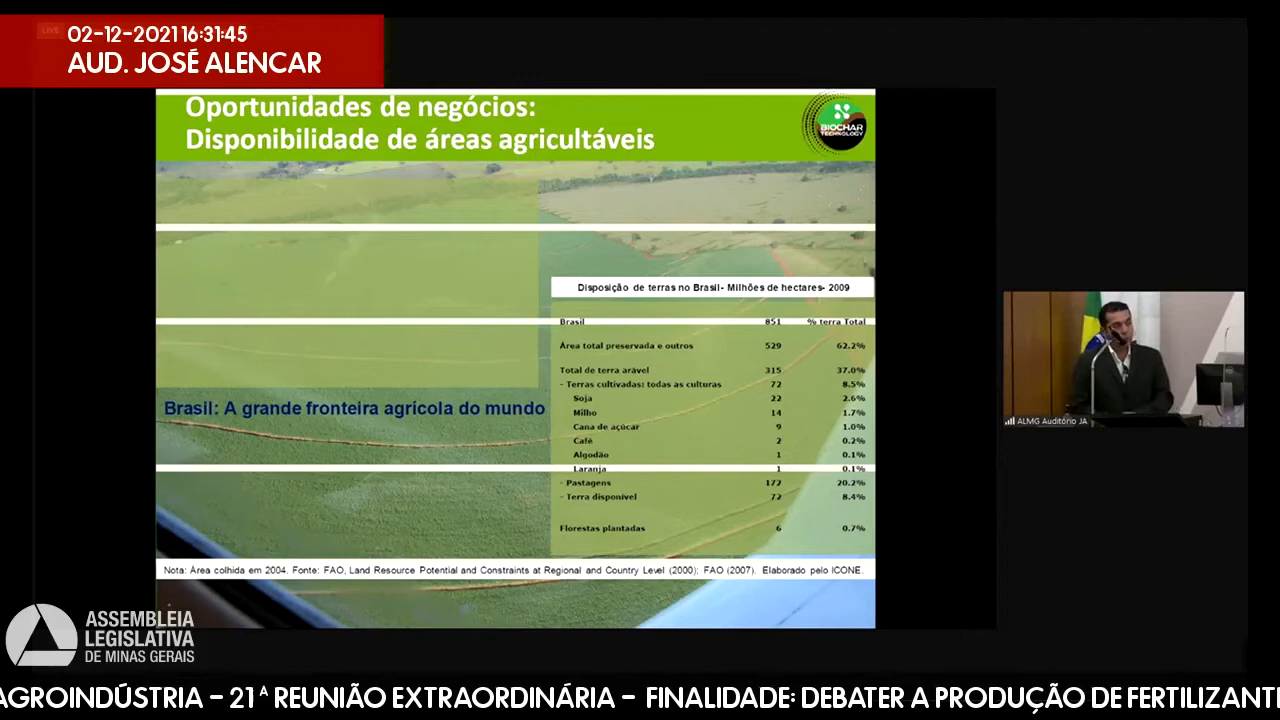 LIVE
02-12-2021 16:31:45
AUD. JOSÉ ALENCAR
Oportunidades de negócios:
Disponibilidade de áreas agricultáveis
BIOCHAR
TECHNOLOGY
Disposição de terras no Brasil- Milhões de hectares- 2009
Brasil 851 % terra Total
Área total preservada e outros 529 62.2%
Total de terra arável 315 37.0%
- Terras cultivadas: todas as culturas 72 8.5%
Soja 22 2.6%
Milho 14 1.7%
Cana de açúcar 9 1.0%
Café 2 0.2%
Algodão 1 0.1%
Laranja 1 0.1%
- Pastagens 172 20.2%
- Terra disponível 72 8.4%
Florestas plantadas 6 0.7%
Brasil: A grande fronteira agrícola do mundo
Nota: Área colhida em 2004. Fonte: FAO, Land Resource Potential and Constraints at Regional and Country Level (2000); FAO (2007). Elaborado pelo ICONE.
ALMG Auditório JA
ASSEMBLEIA
LEGISLATIVA
DE MINAS GERAIS
AGROINDÚSTRIA - 21ª REUNIÃO EXTRAORDINÁRIA - FINALIDADE: DEBATER A PRODUÇÃO DE FERTILIZANT